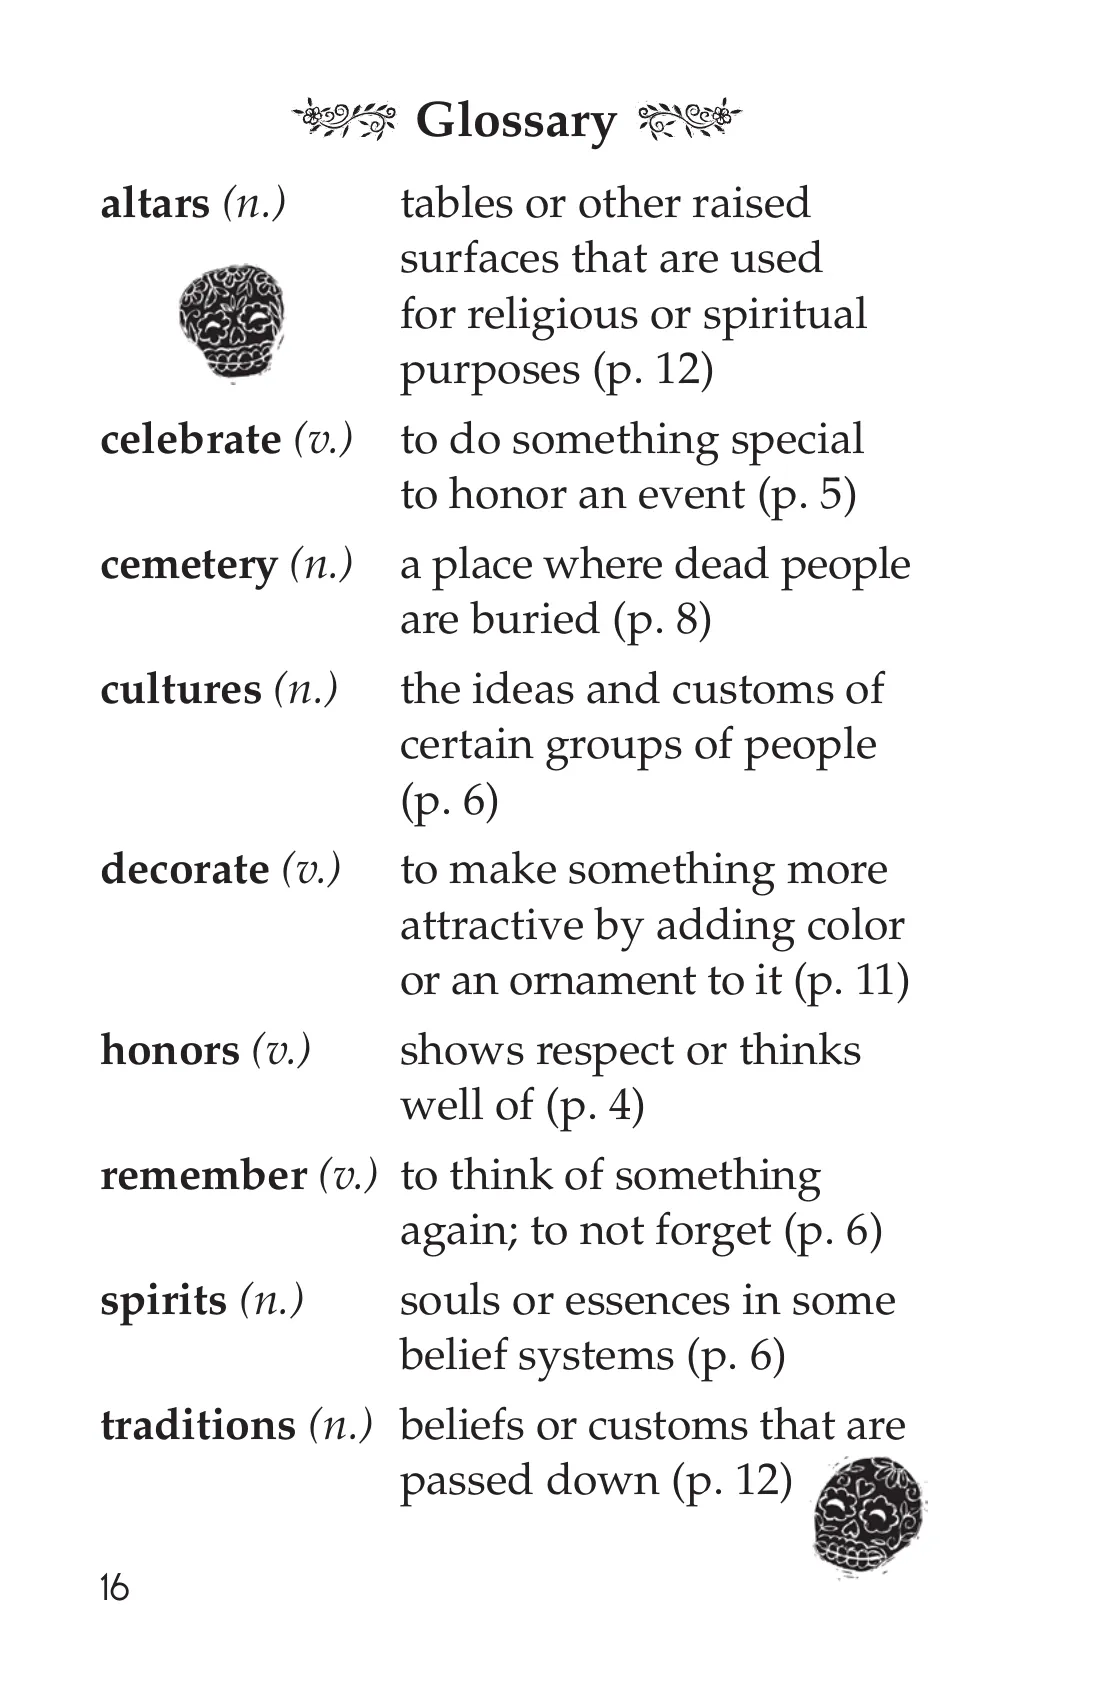 Glossary
altars (n.) tables or other raised
surfaces that are used
for religious or spiritual
purposes (p. 12)
celebrate (v.) to do something special
to honor an event (p. 5)
cemetery (n.) a place where dead people
are buried (p. 8)
cultures (n.) the ideas and customs of
certain groups of people
(p. 6)
decorate (v.) to make something more
attractive by adding color
or an ornament to it (p. 11)
honors (v.) shows respect or thinks
well of (p. 4)
remember (v.) to think of something
again; to not forget (p. 6)
spirits (n.) souls or essences in some
belief systems (p. 6)
traditions (n.) beliefs or customs that are
passed down (p. 12)
16